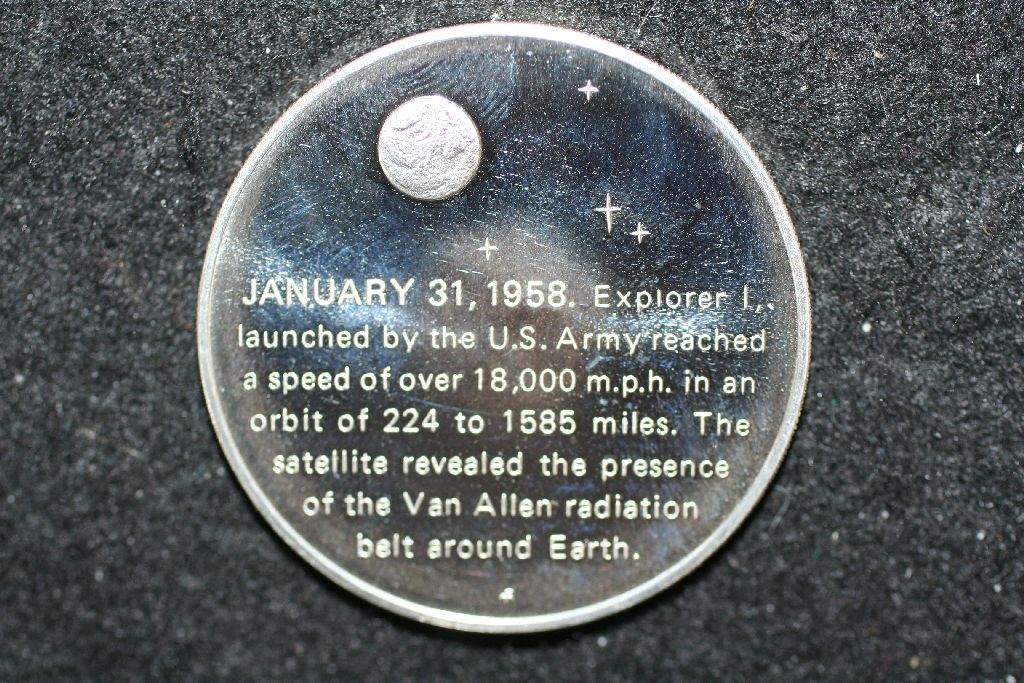 JANUARY 31, 1958. Explorer I,
launched by the U.S. Army reached
a speed of over 18,000 m.p.h. in an
orbit of 224 to 1585 miles. The
satellite revealed the presence
of the Van Allen radiation
belt around Earth.